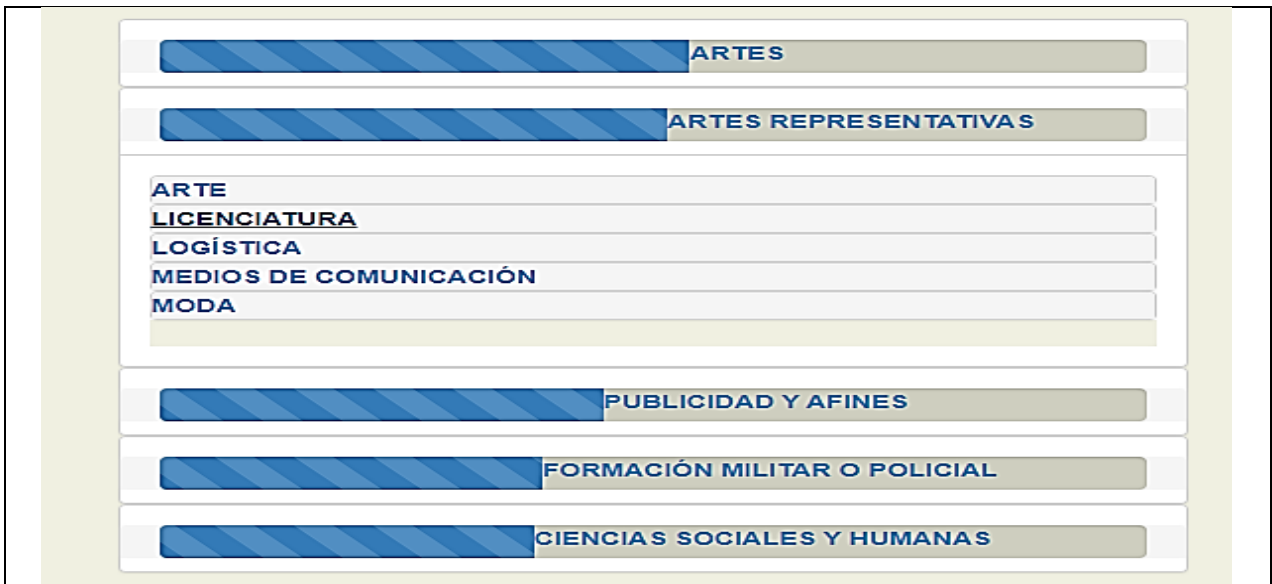 ARTES
ARTES REPRESENTATIVAS
ARTE
LICENCIATURA
LOGÍSTICA
MEDIOS DE COMUNICACIÓN
MODA
PUBLICIDAD Y AFINES
FORMACIÓN MILITAR O POLICIAL
CIENCIAS SOCIALES Y HUMANAS